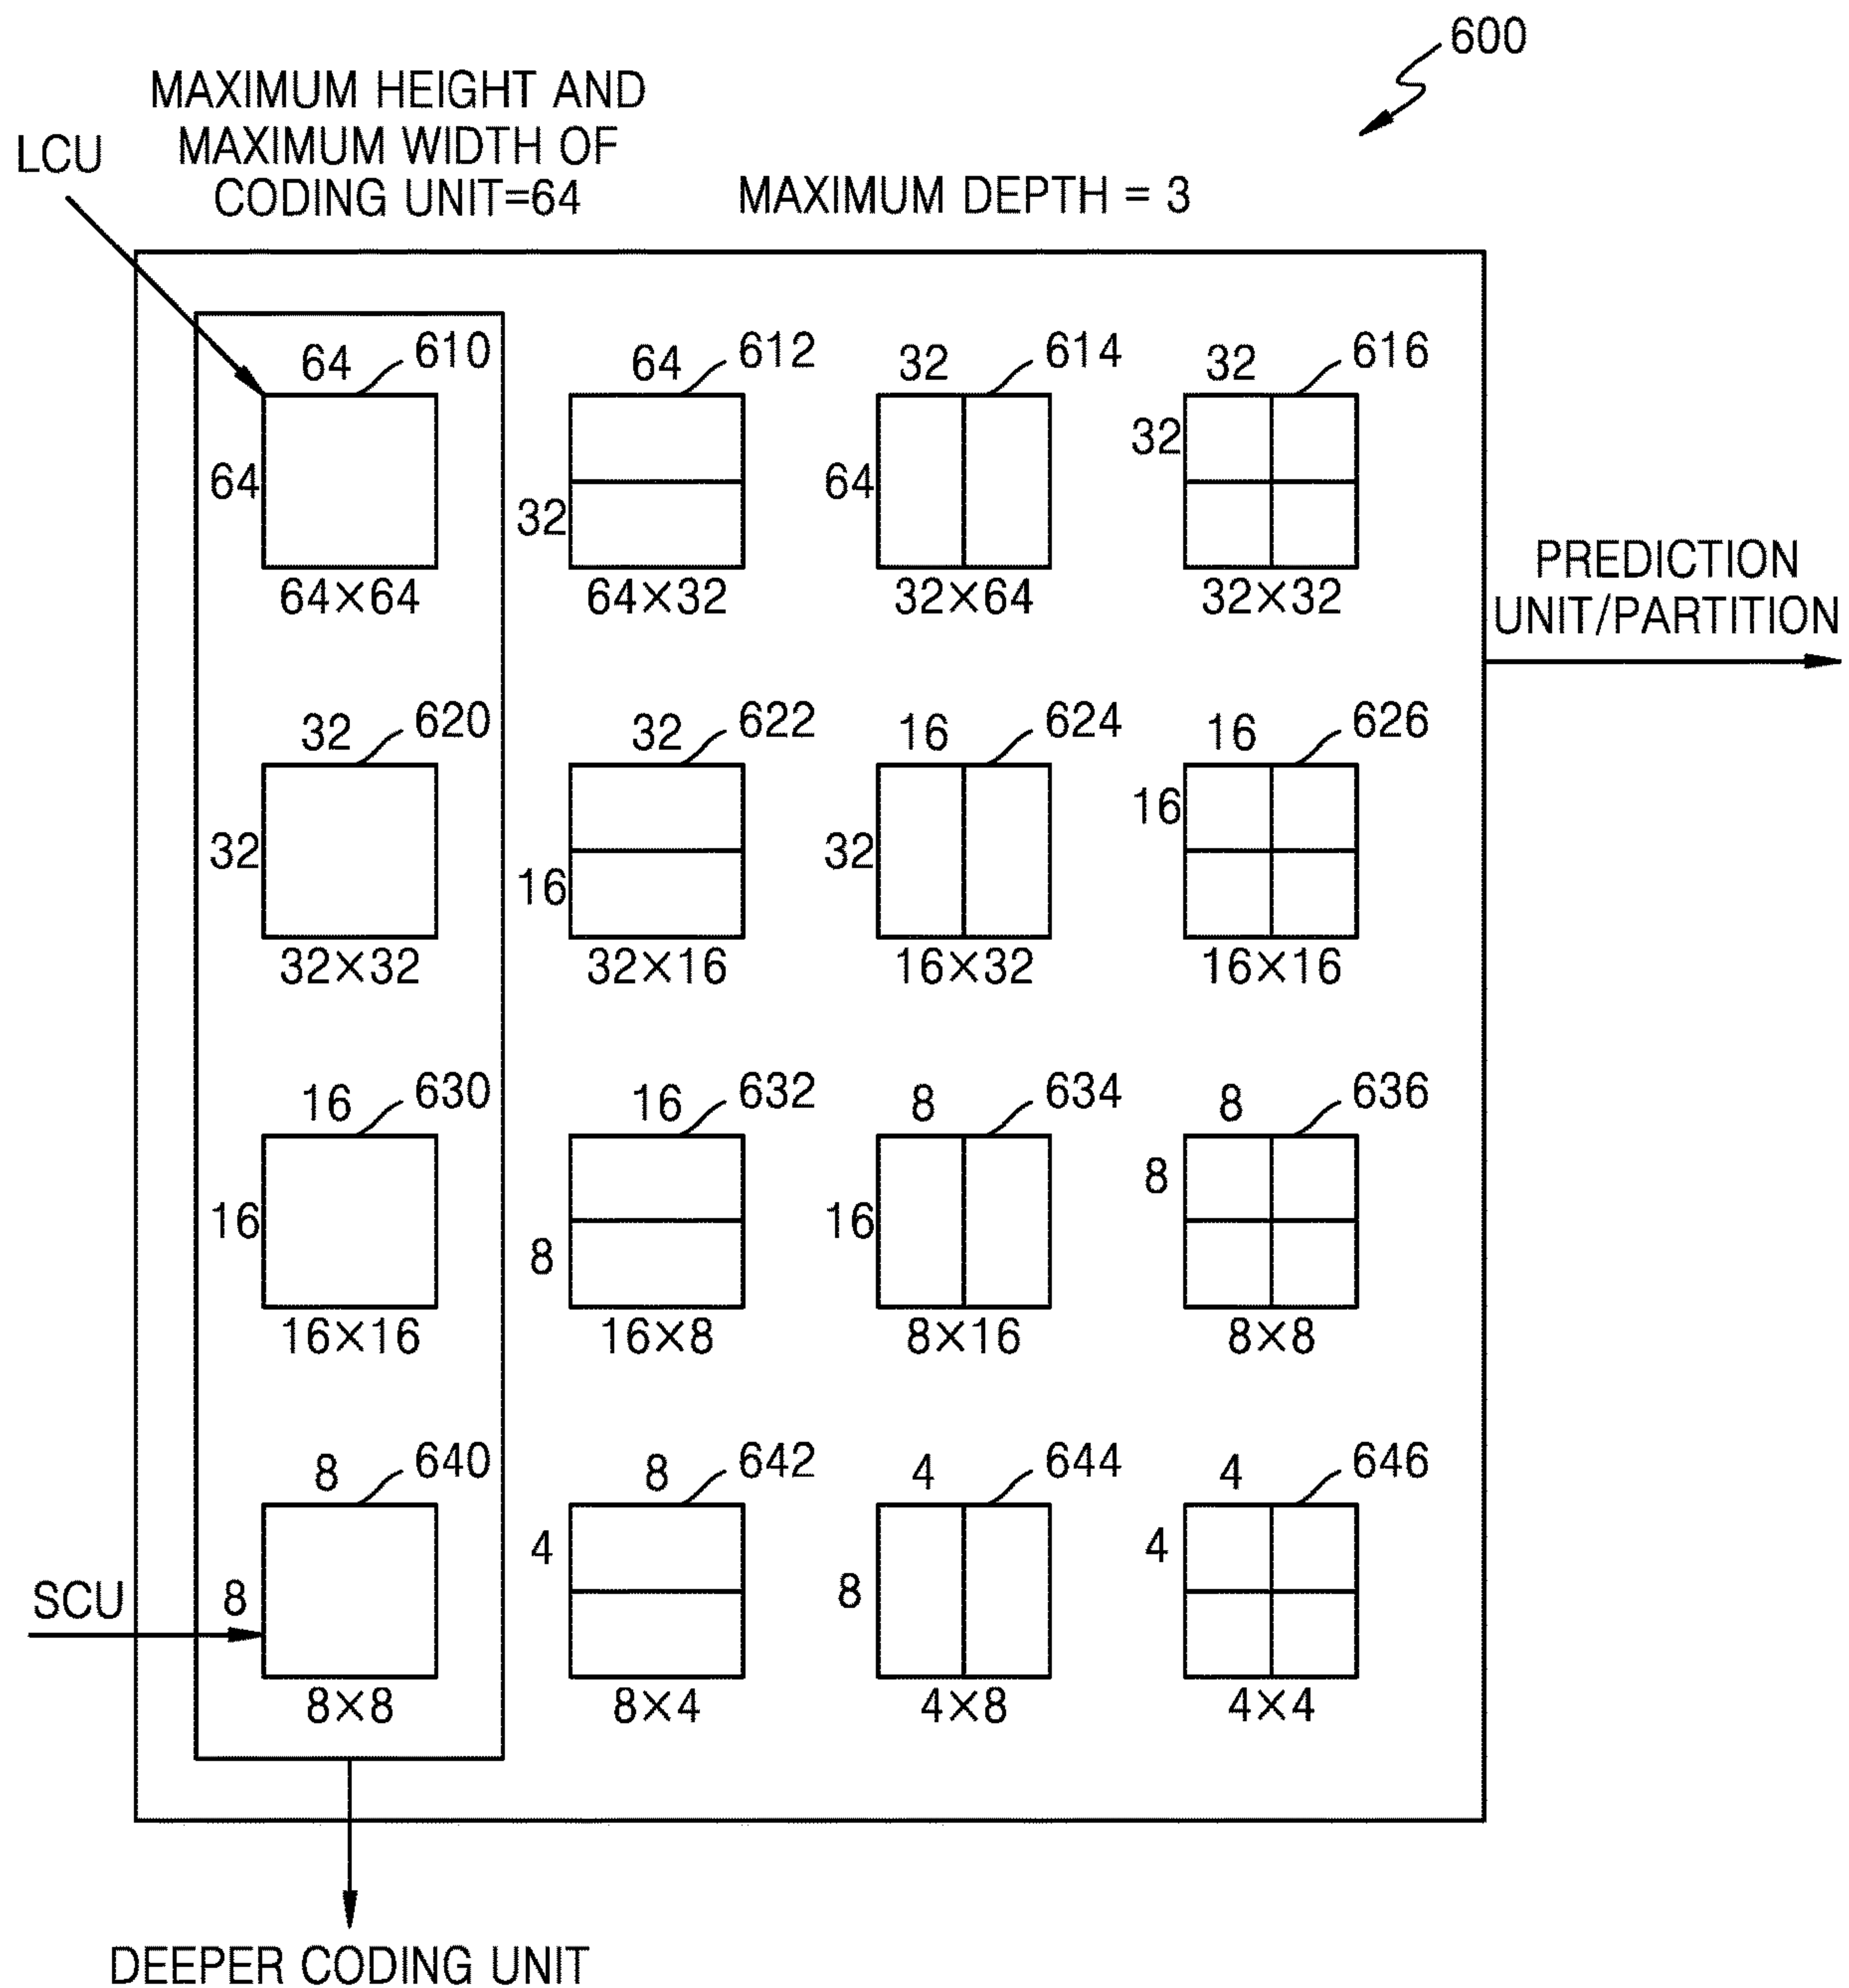 600
MAXIMUM HEIGHT AND
MAXIMUM WIDTH OF
CODING UNIT=64
LCU
MAXIMUM DEPTH = 3
64 610 64 612 32 614 32 616
64 32 64 32
64×64 64×32 32×64 32×32
PREDICTION
UNIT/PARTITION
32 620 32 622 16 624 16 626
32 16 32 16
32×32 32×16 16×32 16×16
16 630 16 632 8 634 8 636
16 8 16 8
16×16 16×8 8×16 8×8
8 640 8 642 4 644 4 646
SCU 8 4 8 4
8×8 8×4 4×8 4×4
DEEPER CODING UNIT